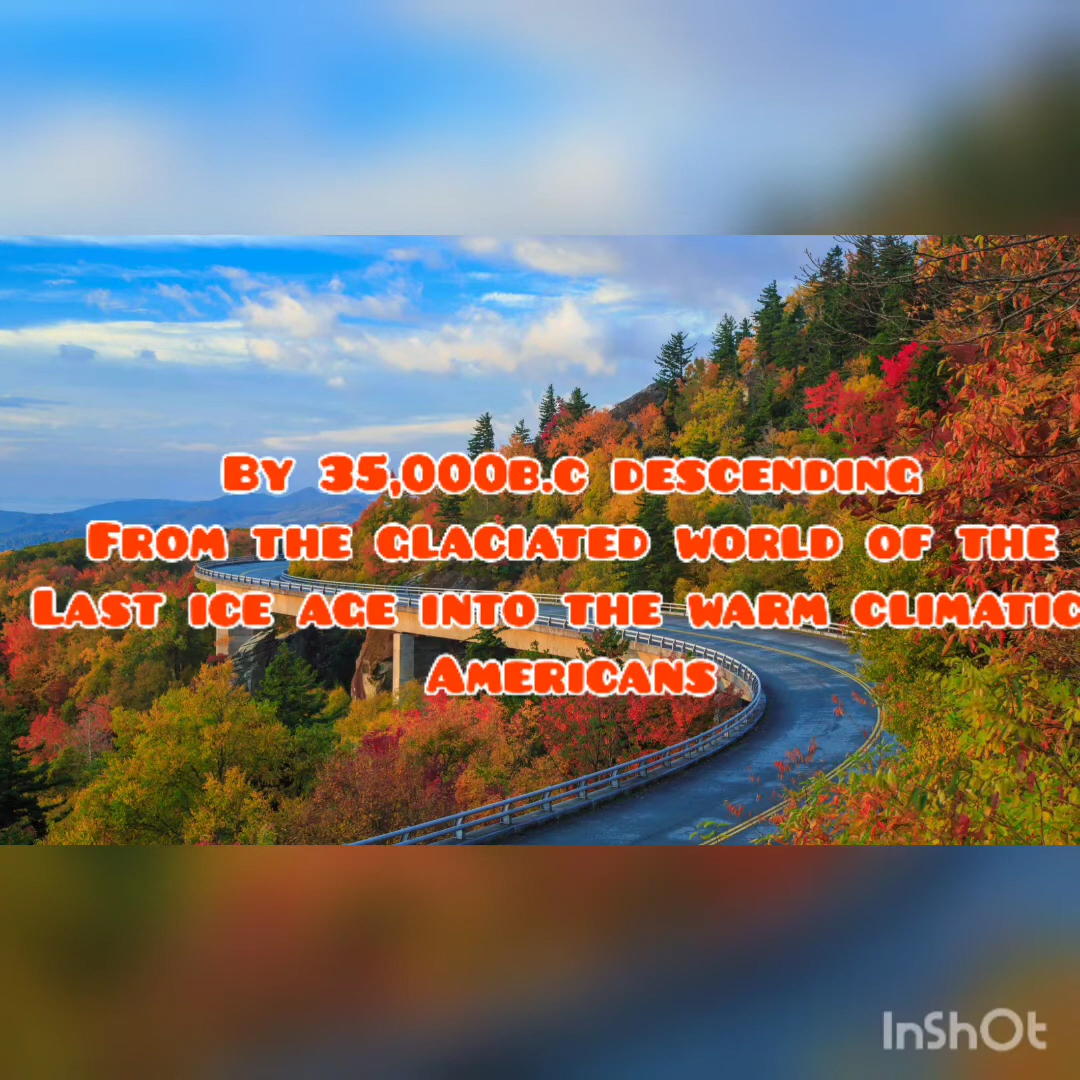 By 35,000b.c descending
From the glaciated world of the
Last ice age into the warm climatic
Americans
InShOt